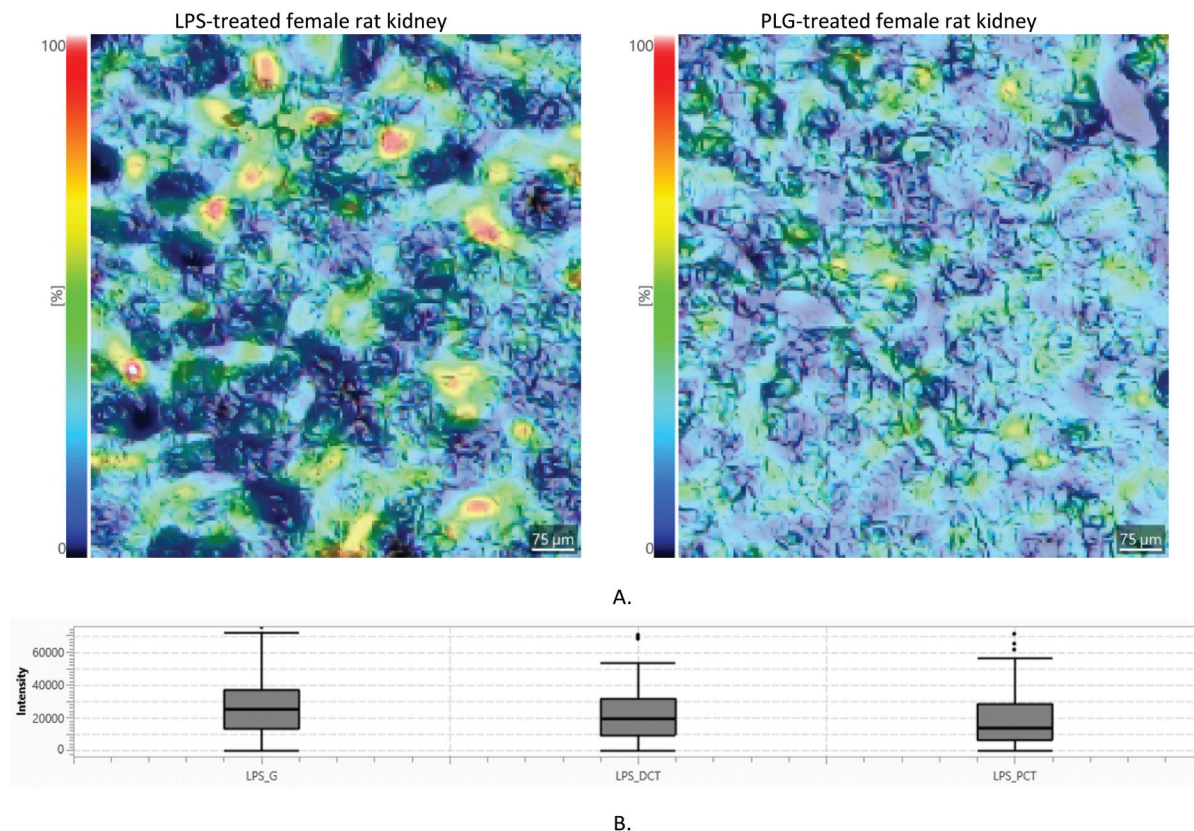 LPS-treated female rat kidney
PLG-treated female rat kidney
100
[%]
0
75 µm
100
[%]
0
75 µm
A.
Intensity
60000
40000
20000
0
LPS_G
LPS_DCT
LPS_PCT
B.